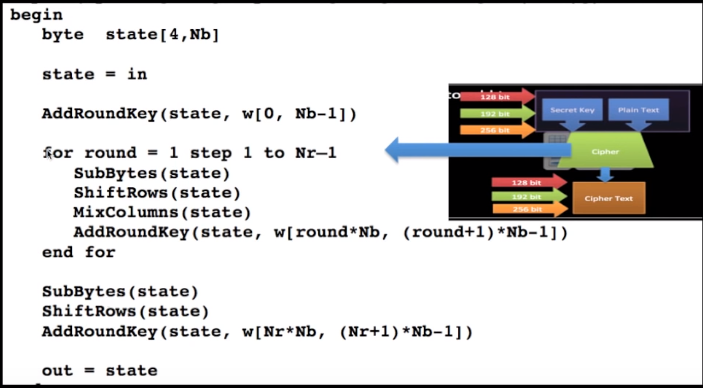 begin
byte state[4,Nb]
state = in
AddRoundKey(state, w[0, Nb-1])
for round = 1 step 1 to Nr–1
SubBytes(state)
ShiftRows(state)
MixColumns(state)
AddRoundKey(state, w[round*Nb, (round+1)*Nb-1])
end for
SubBytes(state)
ShiftRows(state)
AddRoundKey(state, w[Nr*Nb, (Nr+1)*Nb-1])
out = state
128 bit
192 bit
256 bit
Secret Key
Plain Text
Cipher
128 bit
192 bit
256 bit
Cipher Text